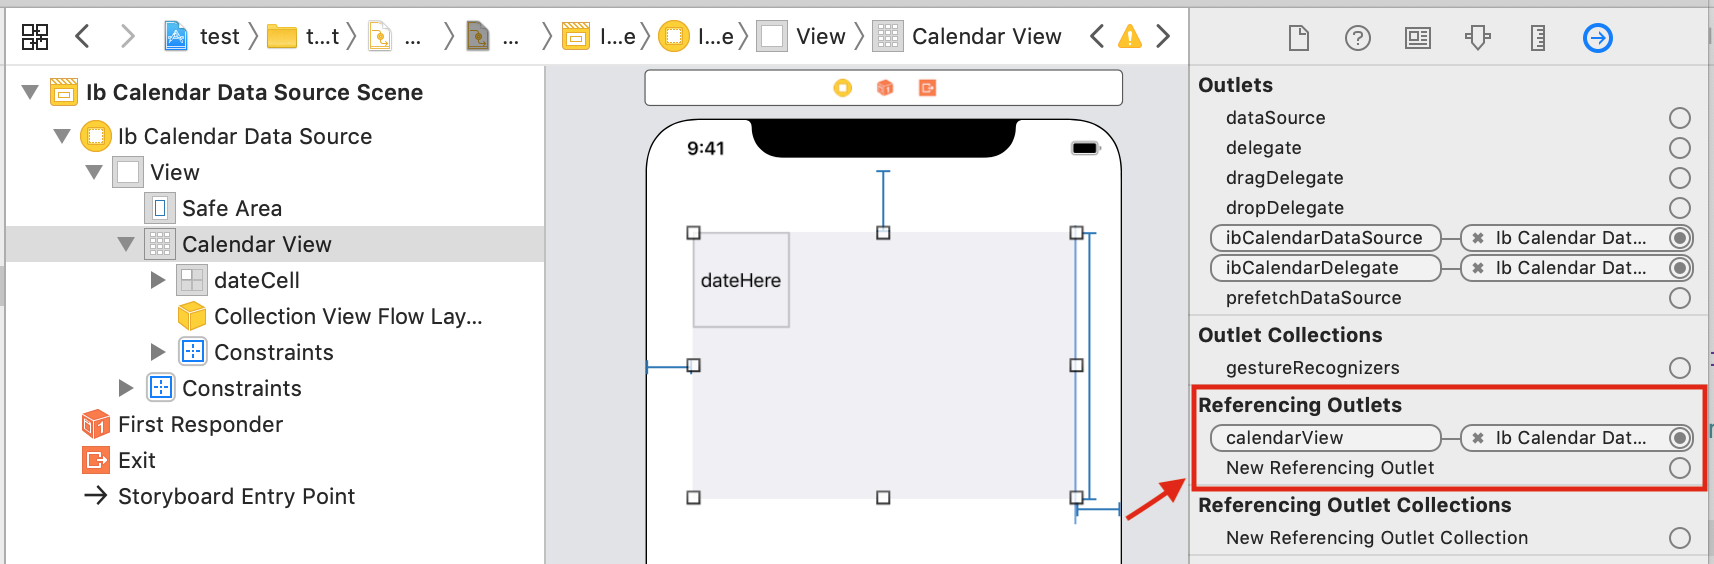 test t...t ... ... I...e I...e View Calendar View
Ib Calendar Data Source Scene
Ib Calendar Data Source
View
Safe Area
Calendar View
dateCell
Collection View Flow Lay...
Constraints
Constraints
First Responder
1
Exit
Storyboard Entry Point
9:41
dateHere
Outlets
dataSource
delegate
dragDelegate
dropDelegate
ibCalendarDataSource Ib Calendar Dat...
ibCalendarDelegate Ib Calendar Dat...
prefetchDataSource
Outlet Collections
gestureRecognizers
Referencing Outlets
calendarView Ib Calendar Dat...
New Referencing Outlet
Referencing Outlet Collections
New Referencing Outlet Collection